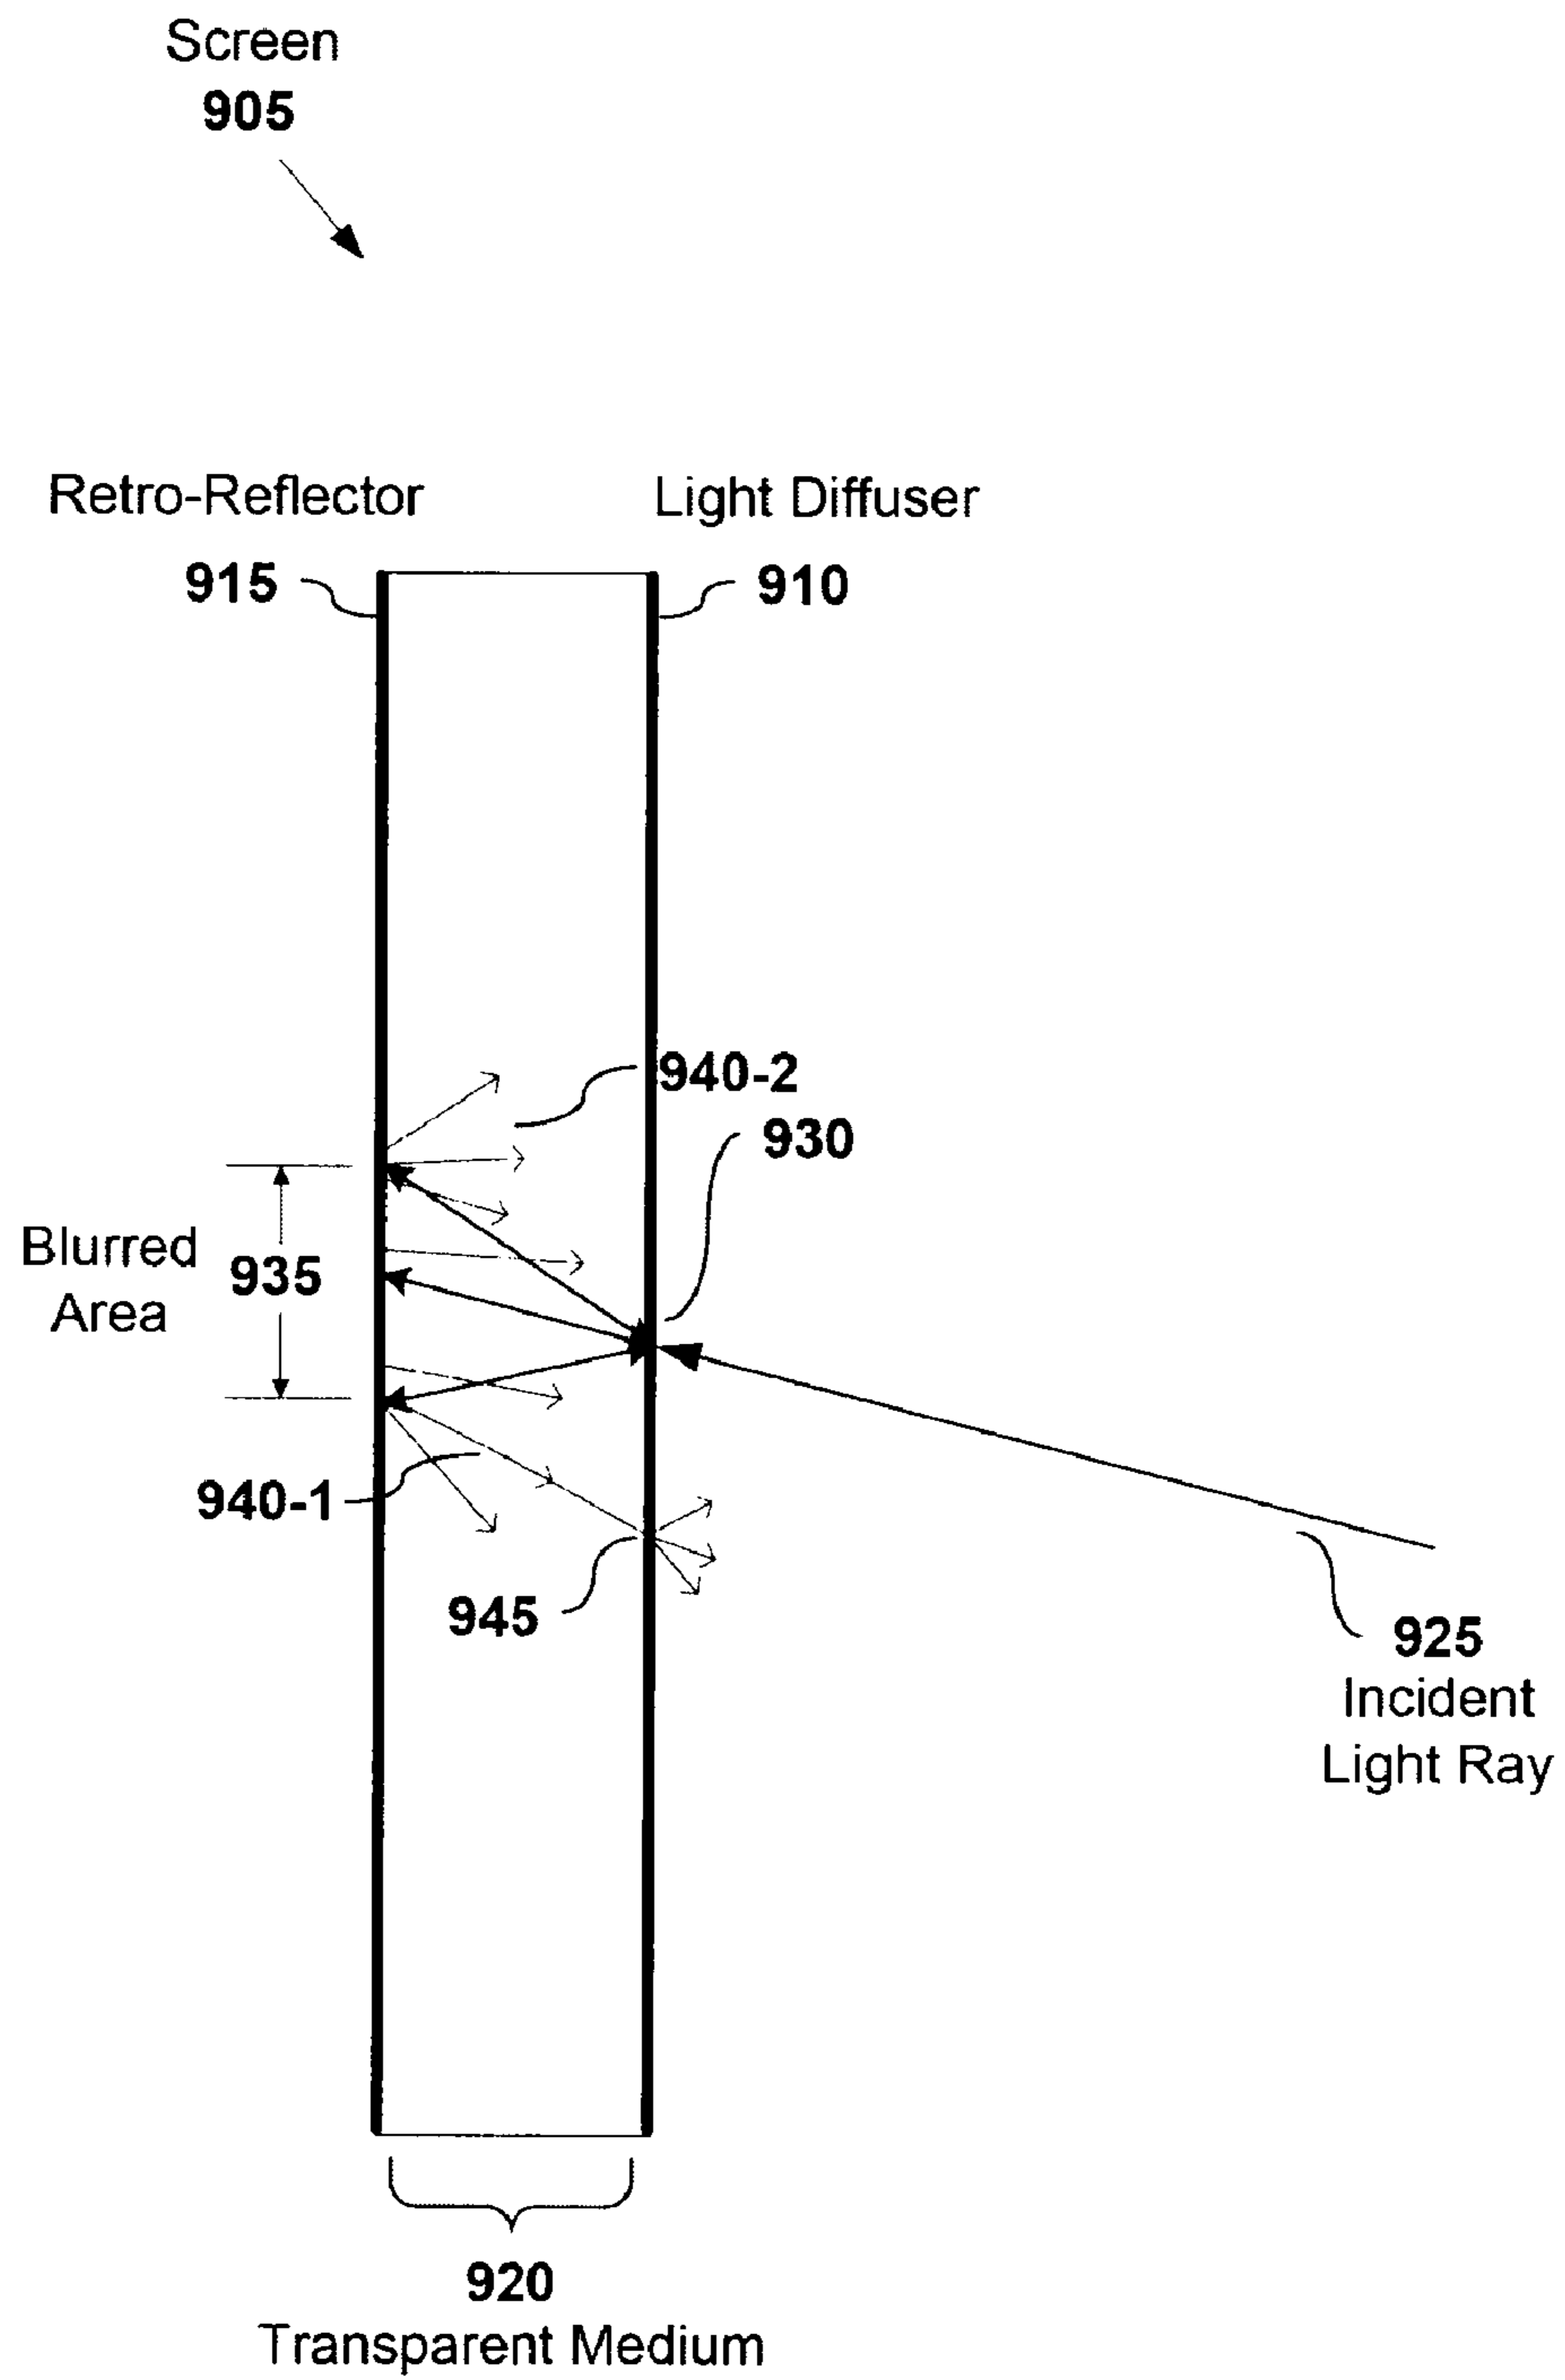 Screen
905
Retro-Reflector
Light Diffuser
915
910
940-2
930
Blurred
Area
935
940-1
945
925
Incident
Light Ray
920
Transparent Medium